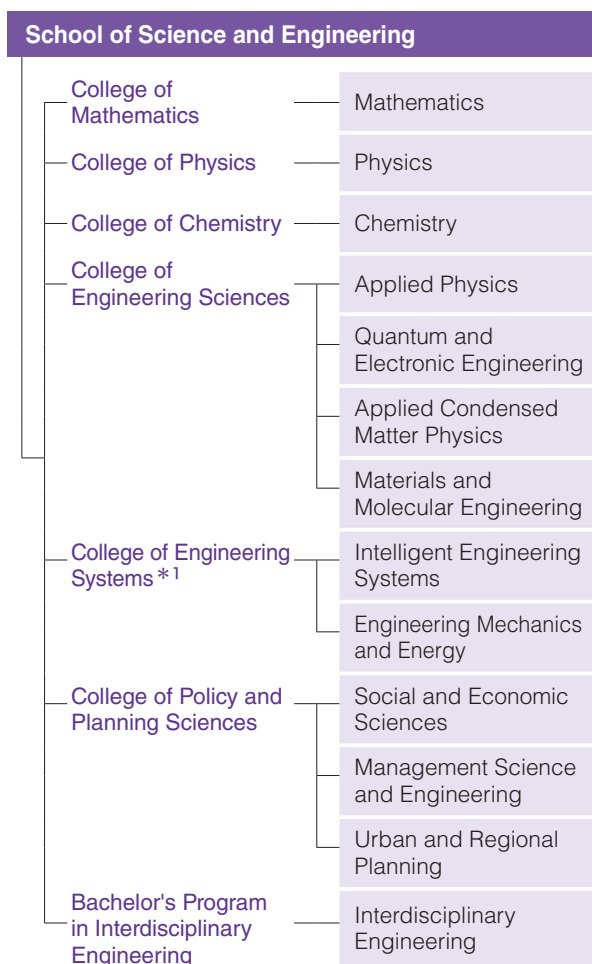 School of Science and Engineering
College of
Mathematics
Mathematics
College of Physics
Physics
College of Chemistry
Chemistry
College of
Engineering Sciences
Applied Physics
Quantum and
Electronic Engineering
Applied Condensed
Matter Physics
Materials and
Molecular Engineering
College of Engineering
Systems*1
Intelligent Engineering
Systems
Engineering Mechanics
and Energy
College of Policy and
Planning Sciences
Social and Economic
Sciences
Management Science
and Engineering
Urban and Regional
Planning
Bachelor's Program
in Interdisciplinary
Engineering
Interdisciplinary
Engineering